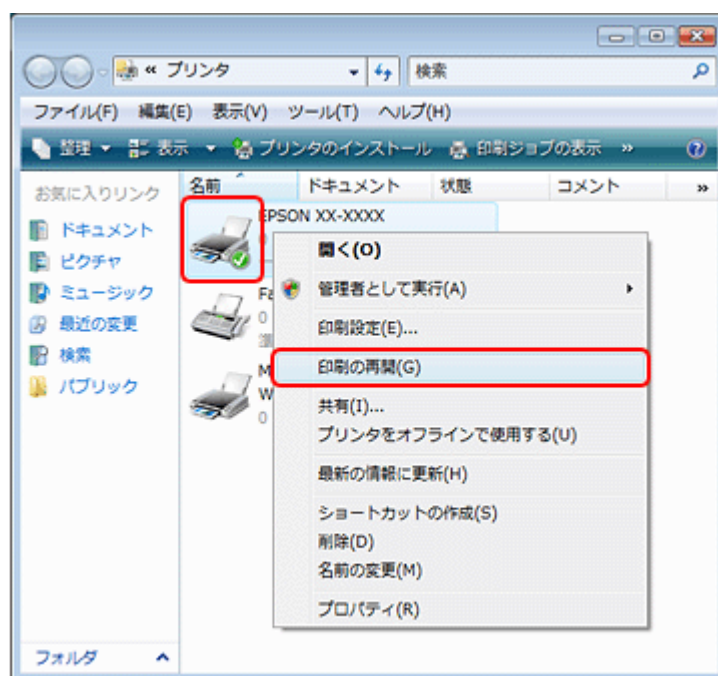 « プリンタ
検索
ファイル(F) 編集(E) 表示(V) ツール(T) ヘルプ(H)
整理 表示 プリンタのインストール 印刷ジョブの表示 »
お気に入りリンク
ドキュメント
ピクチャ
ミュージック
最近の変更
検索
パブリック
フォルダ
名前 ドキュメント 状態 コメント »
EPSON XX-XXXX
0
Fa
0
M
W
0
開く(O)
管理者として実行(A)
印刷設定(E)...
印刷の再開(G)
共有(I)...
プリンタをオフラインで使用する(U)
最新の情報に更新(H)
ショートカットの作成(S)
削除(D)
名前の変更(M)
プロパティ(R)